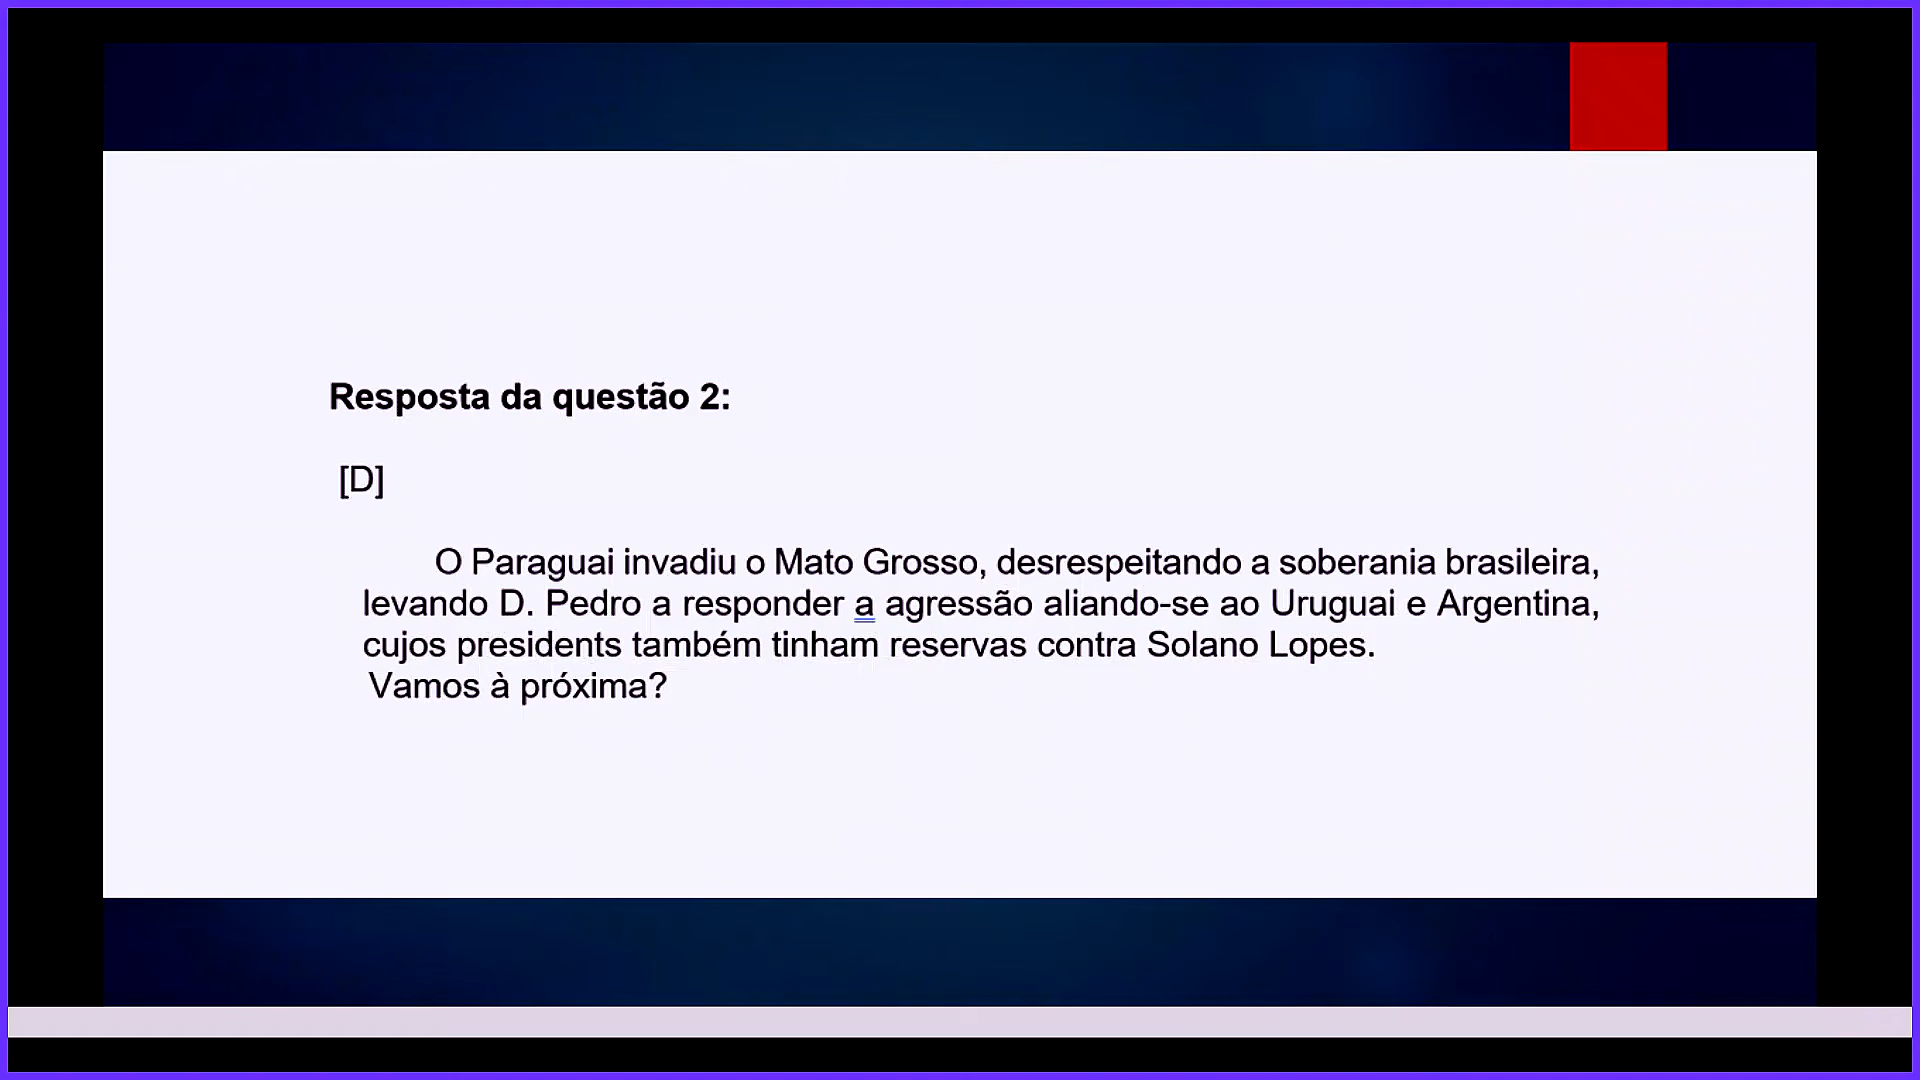 Resposta da questão 2:
[D]
O Paraguai invadiu o Mato Grosso, desrespeitando a soberania brasileira,
levando D. Pedro a responder a agressão aliando-se ao Uruguai e Argentina,
cujos presidents também tinham reservas contra Solano Lopes.
Vamos à próxima?